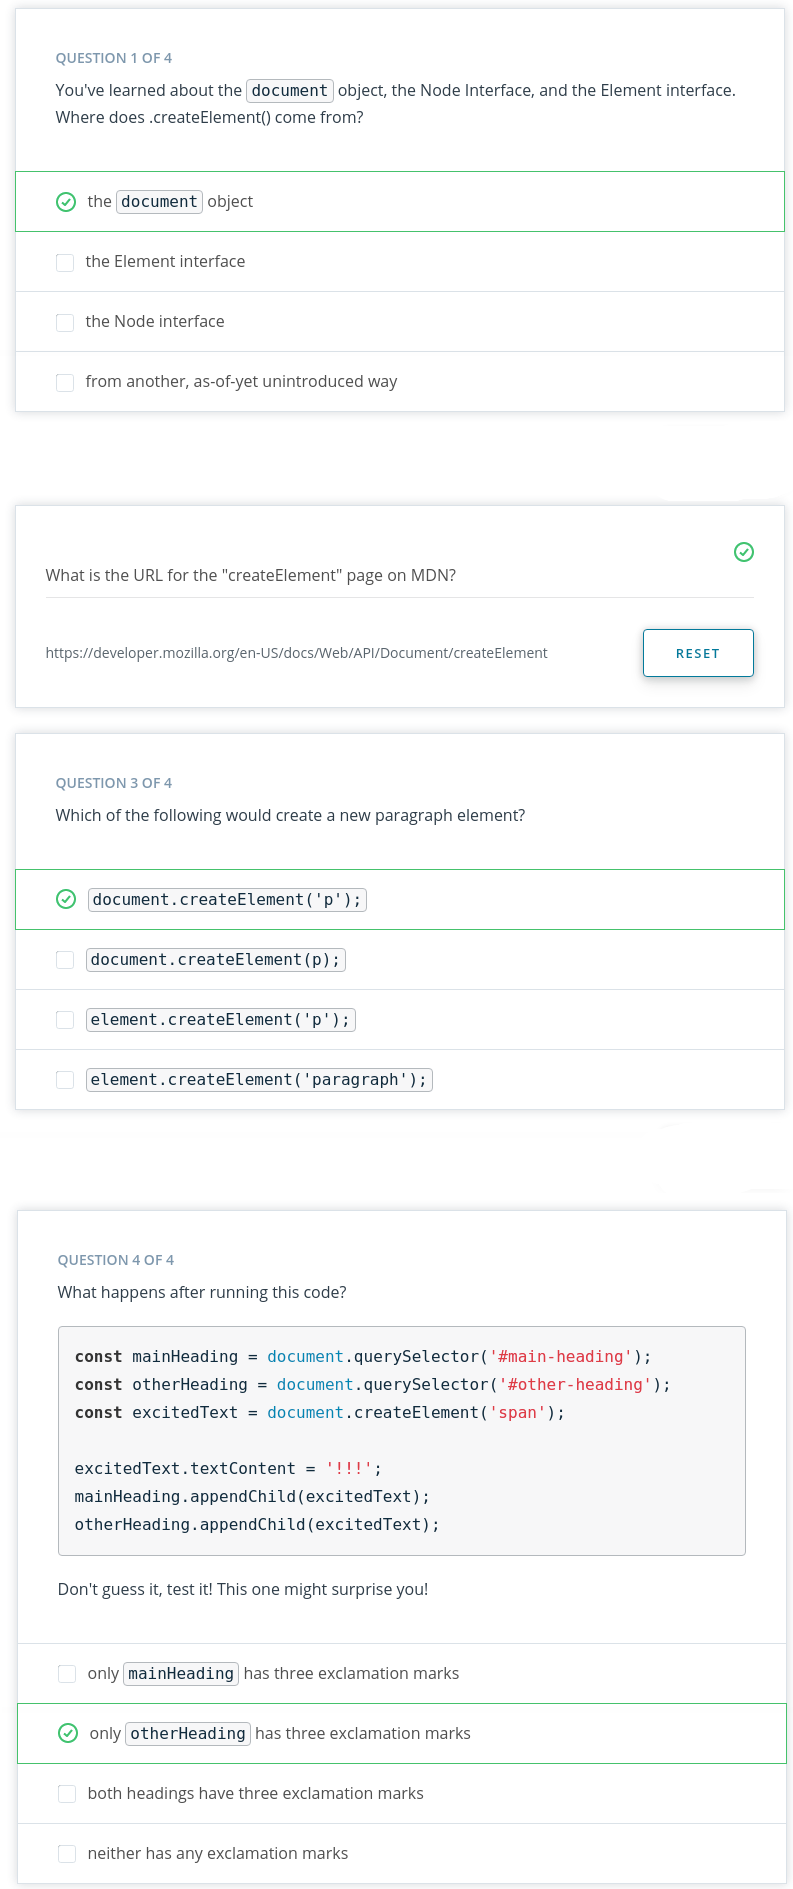 QUESTION 1 OF 4
You've learned about the document object, the Node Interface, and the Element interface.
Where does .createElement() come from?
the document object
the Element interface
the Node interface
from another, as-of-yet unintroduced way
What is the URL for the "createElement" page on MDN?
https://developer.mozilla.org/en-US/docs/Web/API/Document/createElement
RESET
QUESTION 3 OF 4
Which of the following would create a new paragraph element?
document.createElement('p');
document.createElement(p);
element.createElement('p');
element.createElement('paragraph');
QUESTION 4 OF 4
What happens after running this code?
const mainHeading = document.querySelector('#main-heading');
const otherHeading = document.querySelector('#other-heading');
const excitedText = document.createElement('span');
excitedText.textContent = '!!!';
mainHeading.appendChild(excitedText);
otherHeading.appendChild(excitedText);
Don't guess it, test it! This one might surprise you!
only mainHeading has three exclamation marks
only otherHeading has three exclamation marks
both headings have three exclamation marks
neither has any exclamation marks